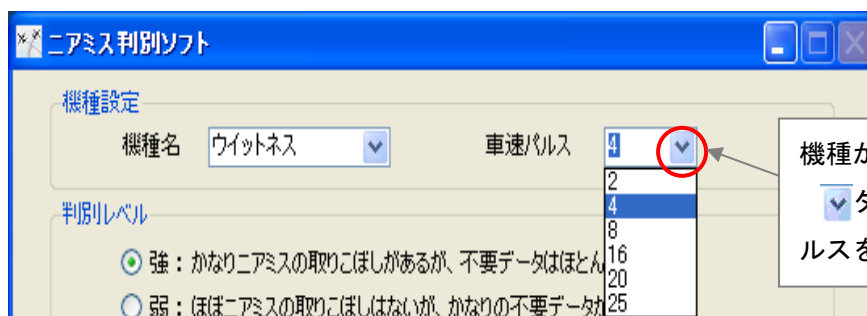 ニアミス判別ソフト
機種設定
機種名 ウイットネス 車速パルス 4
2
4
8
16
20
25
機種が
ルスを
判別レベル
強：かなりニアミスの取りこぼしがあるが、不要データはほとん
弱：ほぼニアミスの取りこぼしはないが、かなりの不要データが